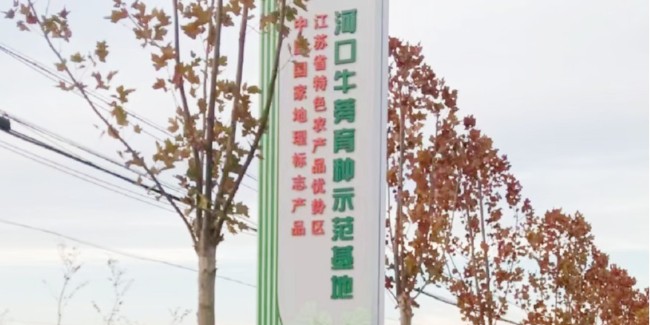 河口牛蒡育种示范基地
江苏省特色农产品优势区
中国国家地理标志产品